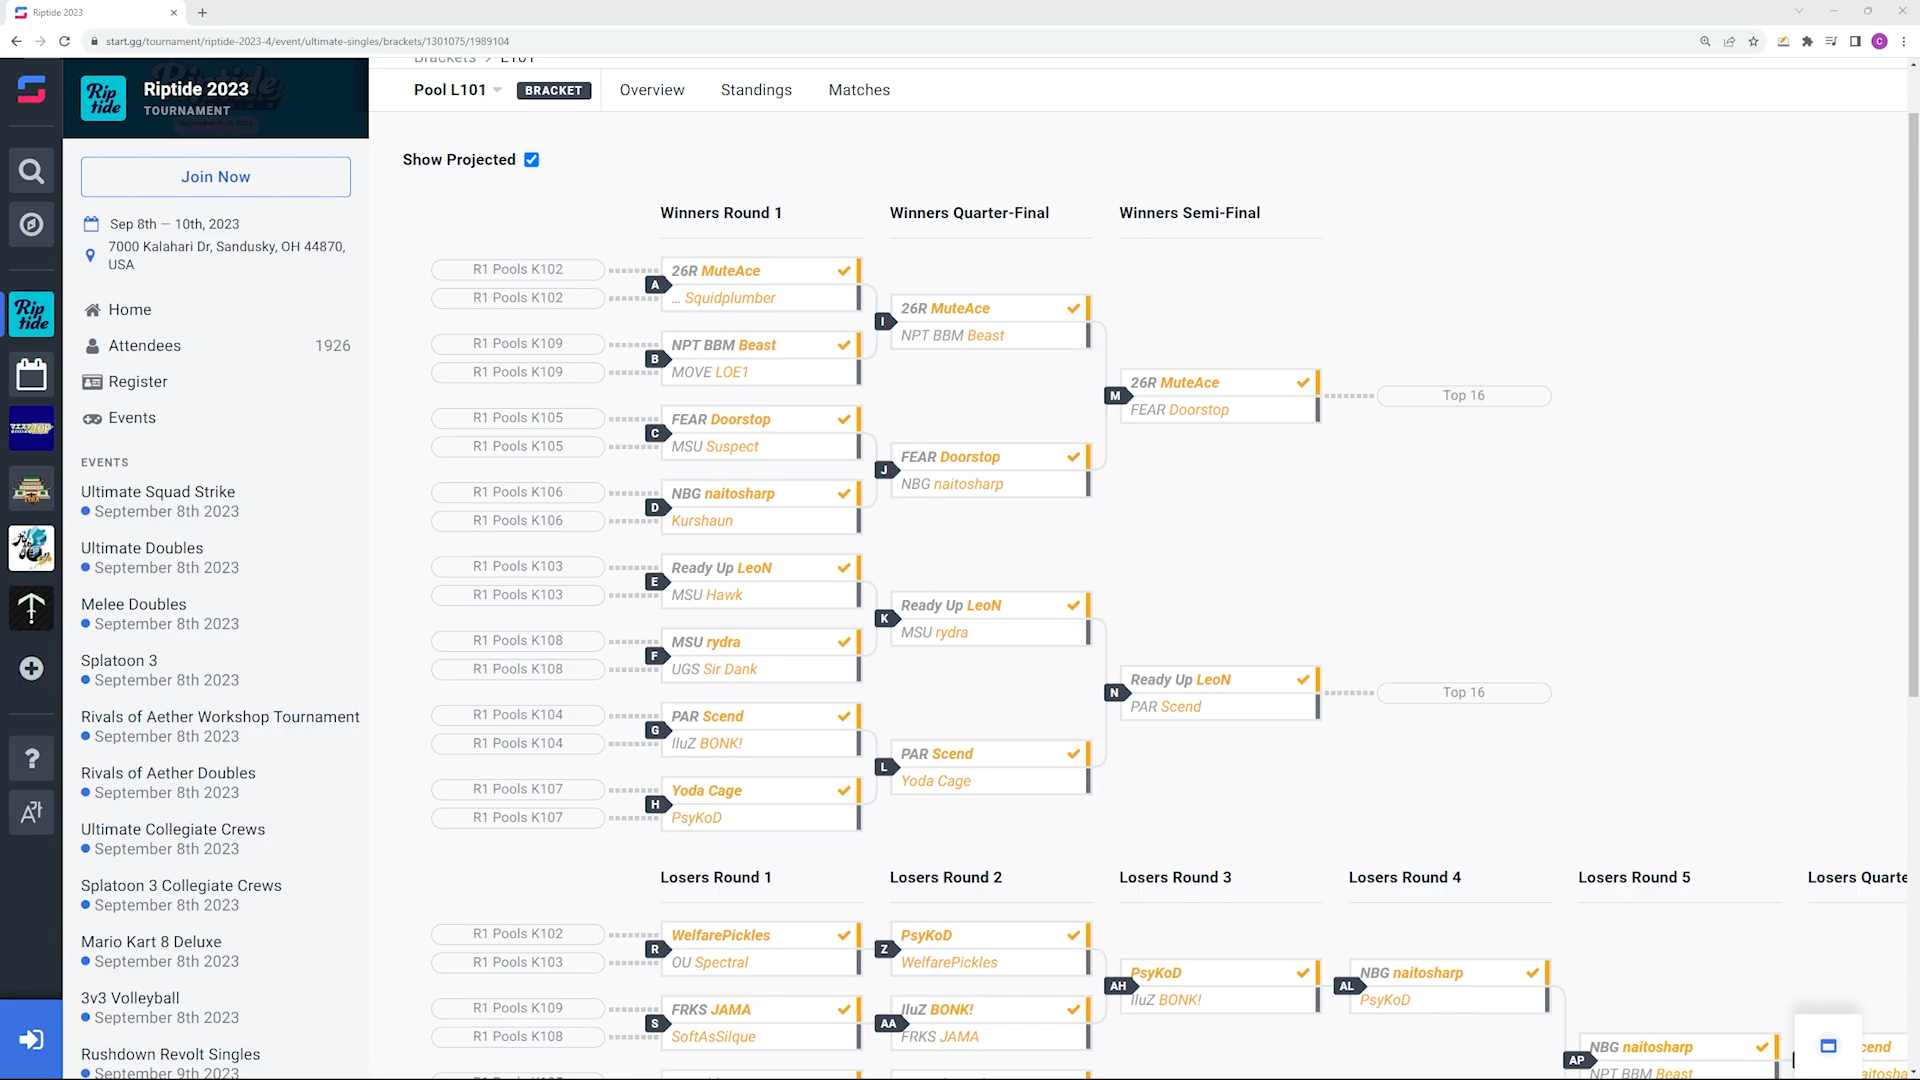 Riptide 2023
start.gg/tournament/riptide-2023-4/event/ultimate-singles/brackets/1301075/1989104
Rip
tide
Riptide 2023
TOURNAMENT
Join Now
Sep 8th — 10th, 2023
7000 Kalahari Dr, Sandusky, OH 44870,
USA
Home
Attendees 1926
Register
Events
EVENTS
Ultimate Squad Strike
September 8th 2023
Ultimate Doubles
September 8th 2023
Melee Doubles
September 8th 2023
Splatoon 3
September 8th 2023
Rivals of Aether Workshop Tournament
September 8th 2023
Rivals of Aether Doubles
September 8th 2023
Ultimate Collegiate Crews
September 8th 2023
Splatoon 3 Collegiate Crews
September 8th 2023
Mario Kart 8 Deluxe
September 8th 2023
3v3 Volleyball
September 8th 2023
Rushdown Revolt Singles
September 9th 2023
Rip
tide
Brackets > L101
Pool L101 BRACKET Overview Standings Matches
Show Projected
Winners Round 1 Winners Quarter-Final Winners Semi-Final
R1 Pools K102
R1 Pools K102
A
26R MuteAce
... Squidplumber
R1 Pools K109
R1 Pools K109
B
NPT BBM Beast
MOVE LOE1
R1 Pools K105
R1 Pools K105
C
FEAR Doorstop
MSU Suspect
R1 Pools K106
R1 Pools K106
D
NBG naitosharp
Kurshaun
R1 Pools K103
R1 Pools K103
E
Ready Up LeoN
MSU Hawk
R1 Pools K108
R1 Pools K108
F
MSU rydra
UGS Sir Dank
R1 Pools K104
R1 Pools K104
G
PAR Scend
IluZ BONK!
R1 Pools K107
R1 Pools K107
H
Yoda Cage
PsyKoD
I
26R MuteAce
NPT BBM Beast
J
FEAR Doorstop
NBG naitosharp
K
Ready Up LeoN
MSU rydra
L
PAR Scend
Yoda Cage
M
26R MuteAce
FEAR Doorstop
Top 16
N
Ready Up LeoN
PAR Scend
Top 16
Losers Round 1 Losers Round 2 Losers Round 3 Losers Round 4 Losers Round 5 Losers Quarte
R1 Pools K102
R1 Pools K103
R
WelfarePickles
OU Spectral
R1 Pools K109
R1 Pools K108
S
FRKS JAMA
SoftAsSilque
Z
PsyKoD
WelfarePickles
AA
IluZ BONK!
FRKS JAMA
AH
PsyKoD
IluZ BONK!
AL
NBG naitosharp
PsyKoD
AP
NBG naitosharp
NPT BBM Beast
cend
aitosha